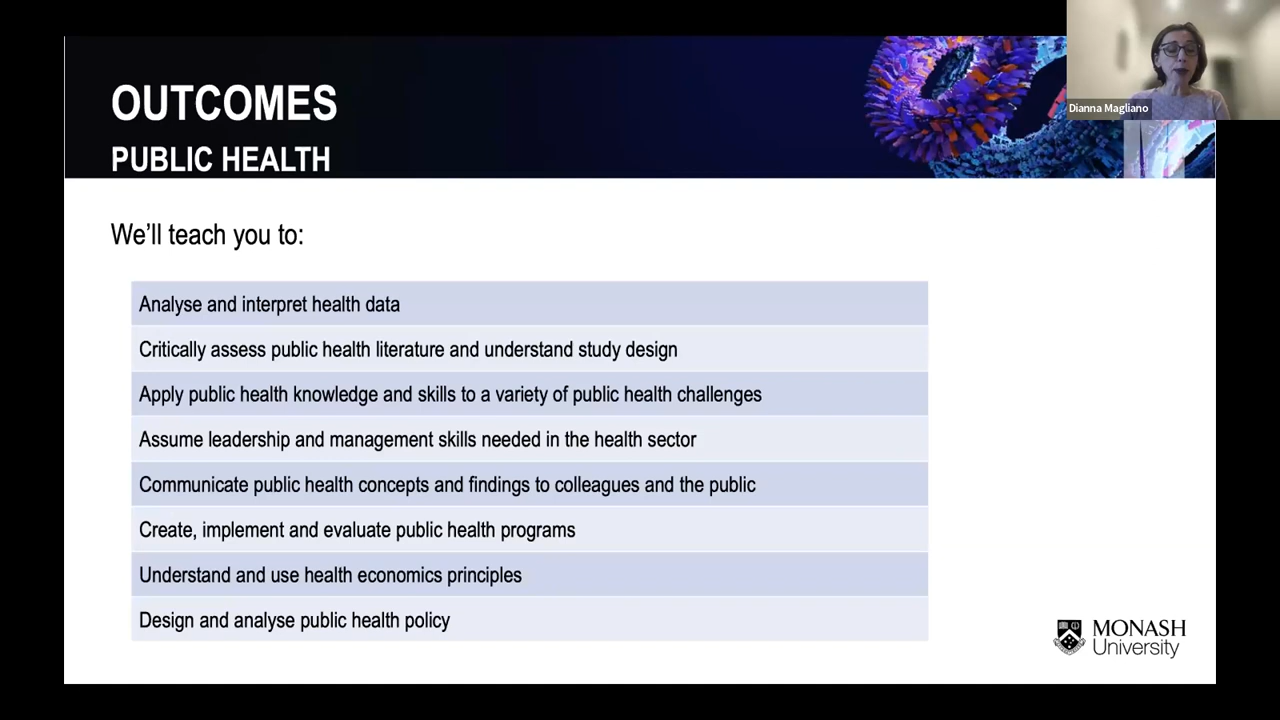 OUTCOMES
PUBLIC HEALTH
Dianna Magliano
We'll teach you to:
Analyse and interpret health data
Critically assess public health literature and understand study design
Apply public health knowledge and skills to a variety of public health challenges
Assume leadership and management skills needed in the health sector
Communicate public health concepts and findings to colleagues and the public
Create, implement and evaluate public health programs
Understand and use health economics principles
Design and analyse public health policy
MONASH
University